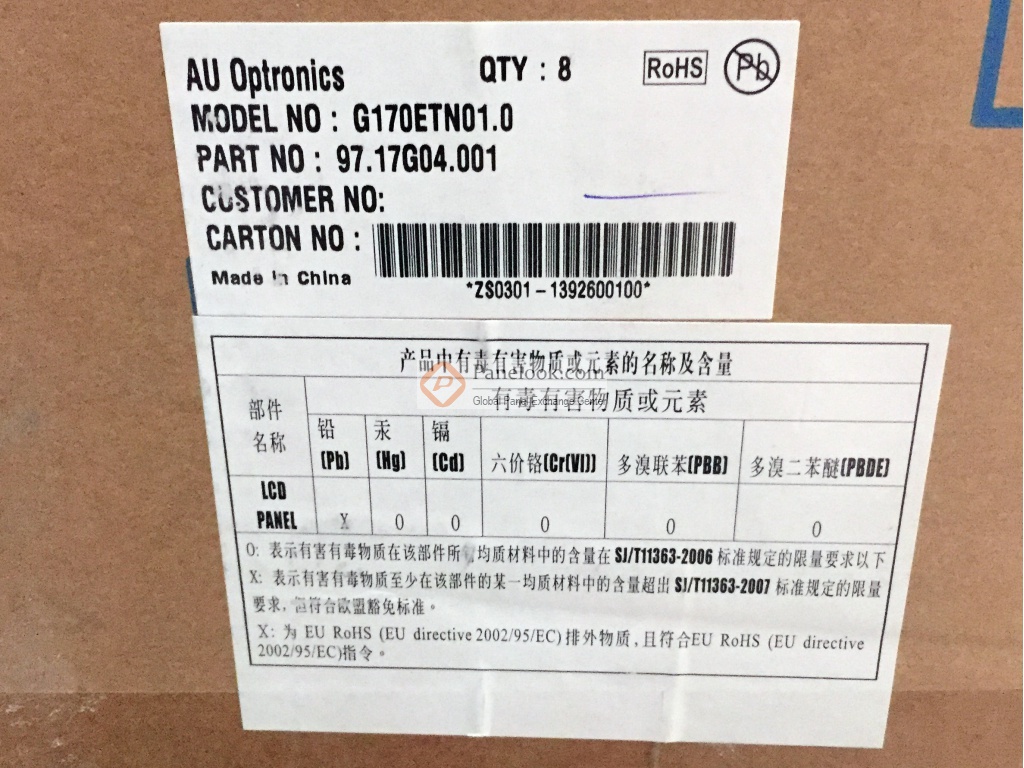 AU Optronics QTY : 8 RoHS Pb
MODEL NO : G170ETN01.0
PART NO : 97.17G04.001
CUSTOMER NO:
CARTON NO :
Made in China
*ZS0301-1392600100*
产品中有毒有害物质或元素的名称及含量
Panelook.com
Global Panel Exchange Center
有毒有害物质或元素
部件
名称
铅
(Pb)
汞
(Hg)
镉
(Cd)
六价铬(Cr(VI))
多溴联苯(PBB)
多溴二苯醚(PBDE)
LCD
PANEL X O O O O O
O: 表示有害有毒物质在该部件所有均质材料中的含量在 SJ/T11363-2006 标准规定的限量要求以下
X: 表示有害有毒物质至少在该部件的某一均质材料中的含量超出 SJ/T11363-2007 标准规定的限量
要求, 但符合欧盟豁免标准。
X: 为 EU RoHS (EU directive 2002/95/EC) 排外物质, 且符合EU RoHS (EU directive
2002/95/EC)指令。